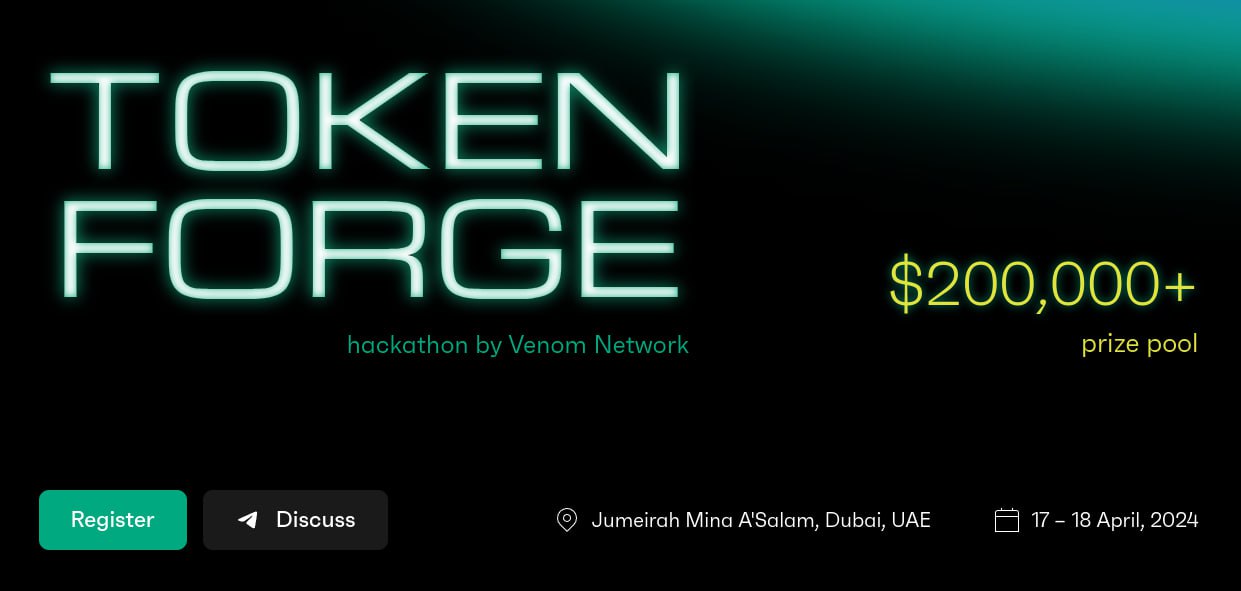 TOKEN
FORGE
hackathon by Venom Network
$200,000+
prize pool
Register
Discuss
Jumeirah Mina A'Salam, Dubai, UAE
17 – 18 April, 2024